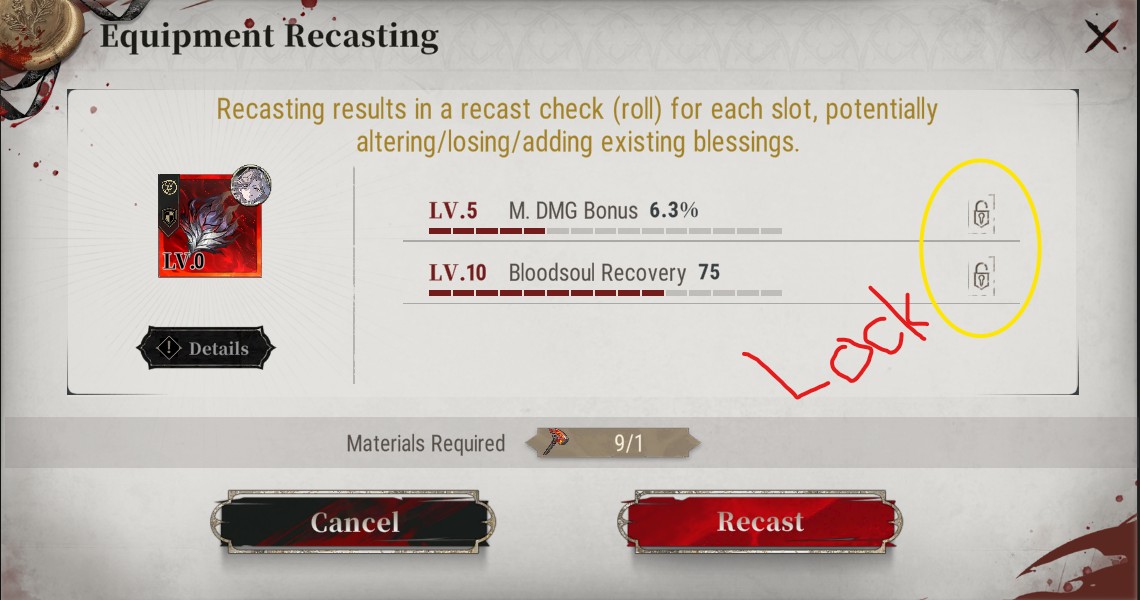 Equipment Recasting
Recasting results in a recast check (roll) for each slot, potentially
altering/losing/adding existing blessings.
LV.5 M. DMG Bonus 6.3%
LV.0
LV.10 Bloodsoul Recovery 75
Details
Lock
Materials Required 9/1
Cancel
Recast